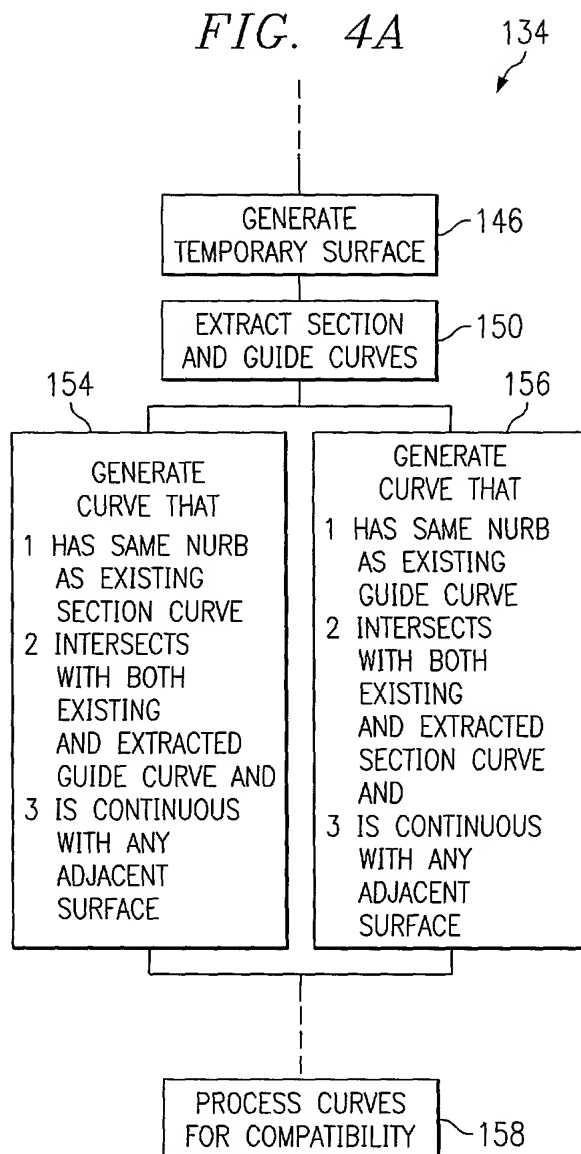 FIG. 4A
134
GENERATE
TEMPORARY SURFACE
146
EXTRACT SECTION
AND GUIDE CURVES
150
154
GENERATE
CURVE THAT
1 HAS SAME NURB
AS EXISTING
SECTION CURVE
2 INTERSECTS
WITH BOTH
EXISTING
AND EXTRACTED
GUIDE CURVE AND
3 IS CONTINUOUS
WITH ANY
ADJACENT
SURFACE
156
GENERATE
CURVE THAT
1 HAS SAME NURB
AS EXISTING
GUIDE CURVE
2 INTERSECTS
WITH BOTH
EXISTING
AND EXTRACTED
SECTION CURVE
AND
3 IS CONTINUOUS
WITH ANY
ADJACENT
SURFACE
PROCESS CURVES
FOR COMPATIBILITY
158